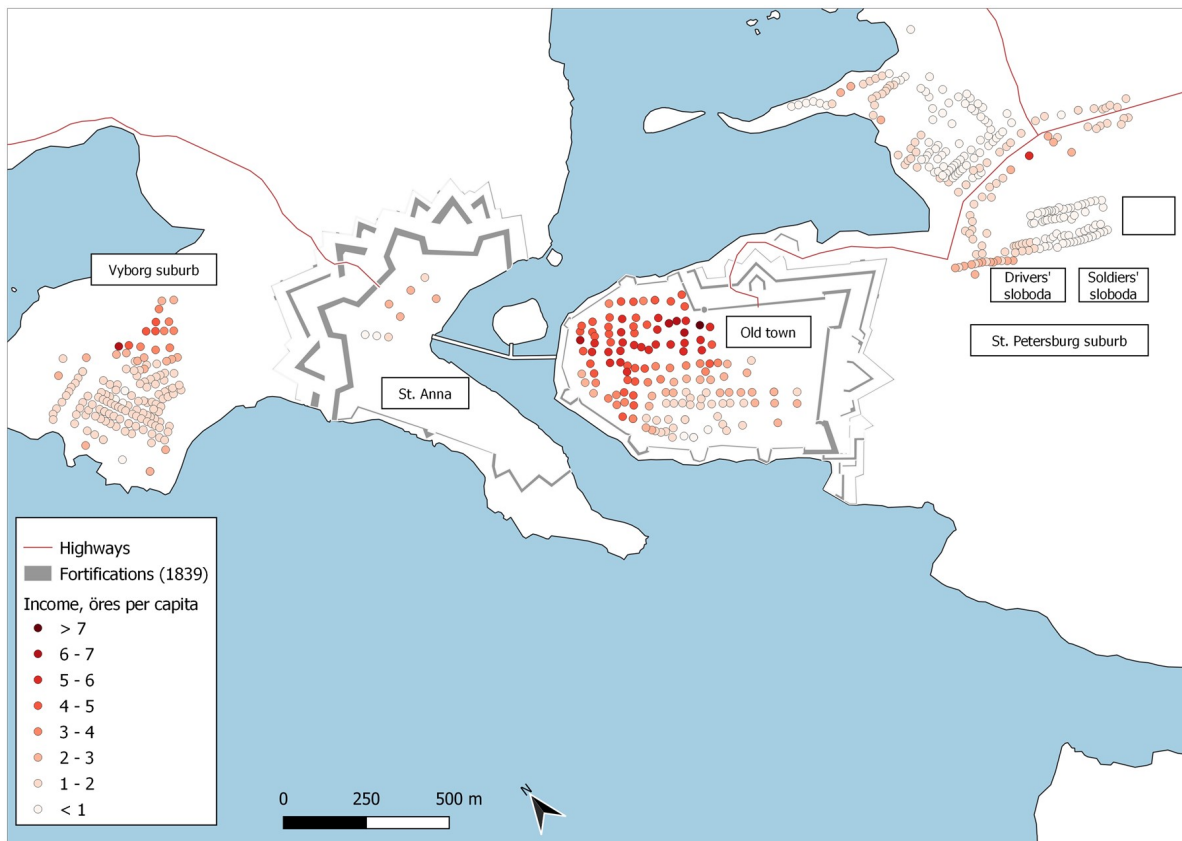 Vyborg suburb
St. Anna
Old town
Drivers'
sloboda
Soldiers'
sloboda
St. Petersburg suburb
Highways
Fortifications (1839)
Income, öres per capita
> 7
6 - 7
5 - 6
4 - 5
3 - 4
2 - 3
1 - 2
< 1
0 250 500 m
N